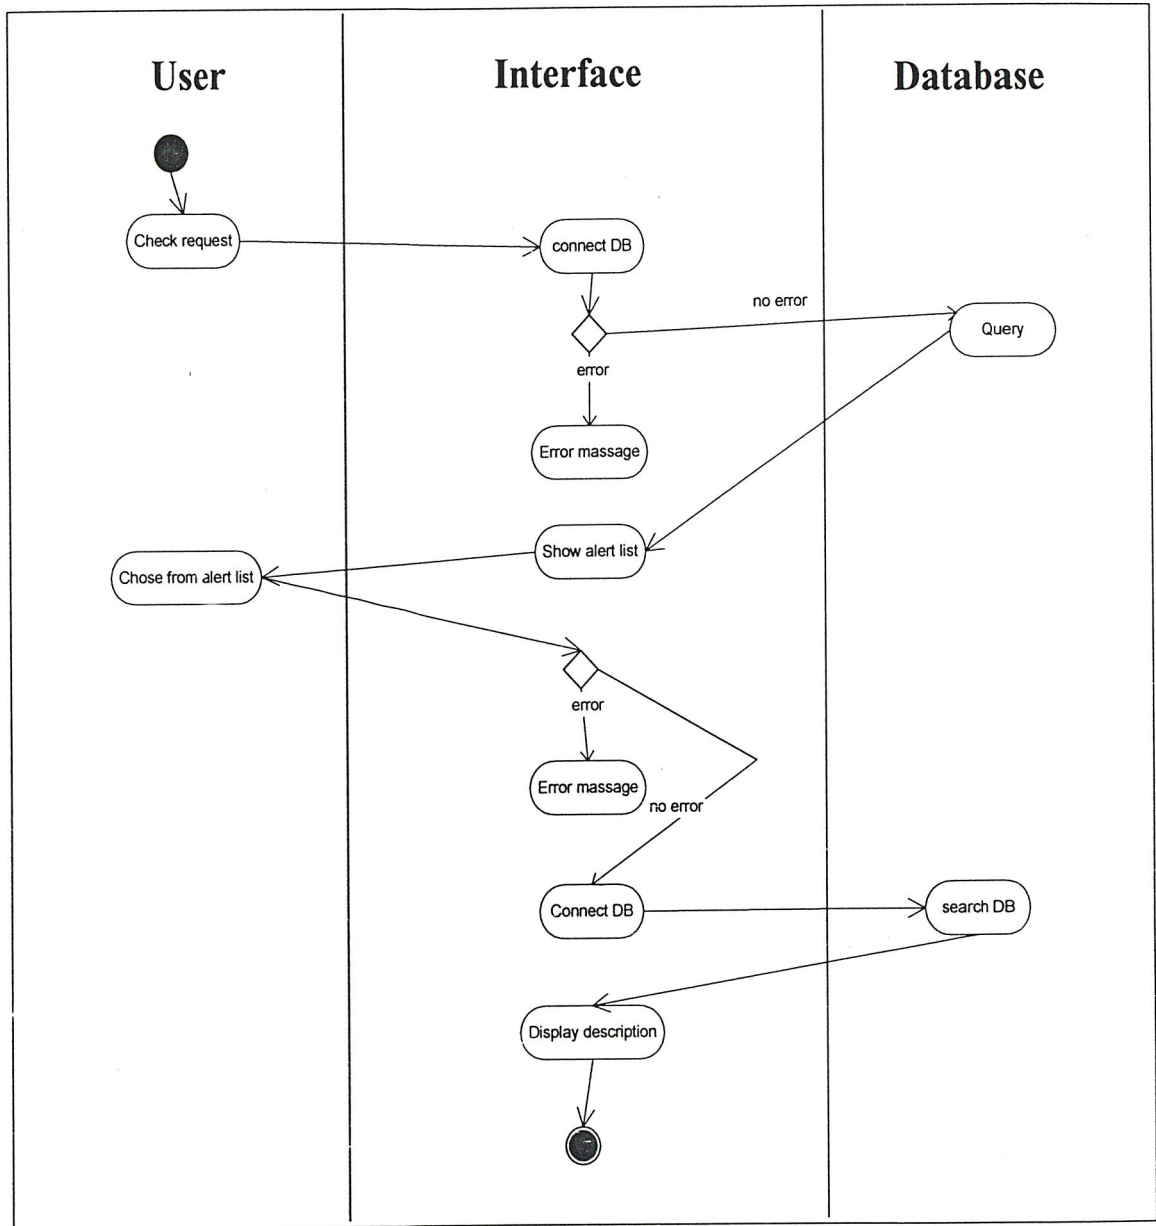 User
Interface
Database
Check request
connect DB
no error
Query
error
Error massage
Show alert list
Chose from alert list
error
Error massage
no error
Connect DB
search DB
Display description